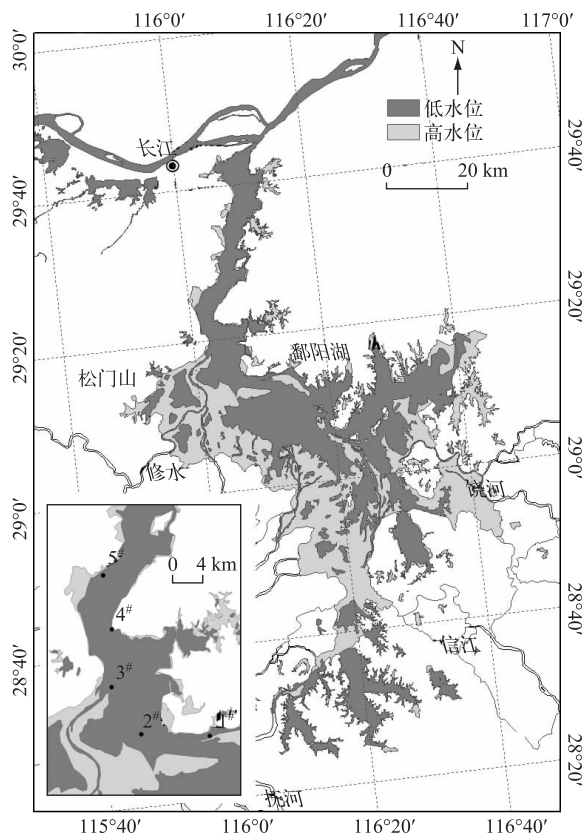 116°0′ 116°20′ 116°40′ 117°0′
30°0′
N
低水位
高水位
长江
29°40′
0 20 km
29°40′
29°20′
鄱阳湖
29°20′
松门山
修水
29°0′
饶河
29°0′
0 4 km
5#
4#
28°40′
信江
3#
28°40′
2# 1#
28°20′
抚河
115°40′ 116°0′ 116°20′ 116°40′